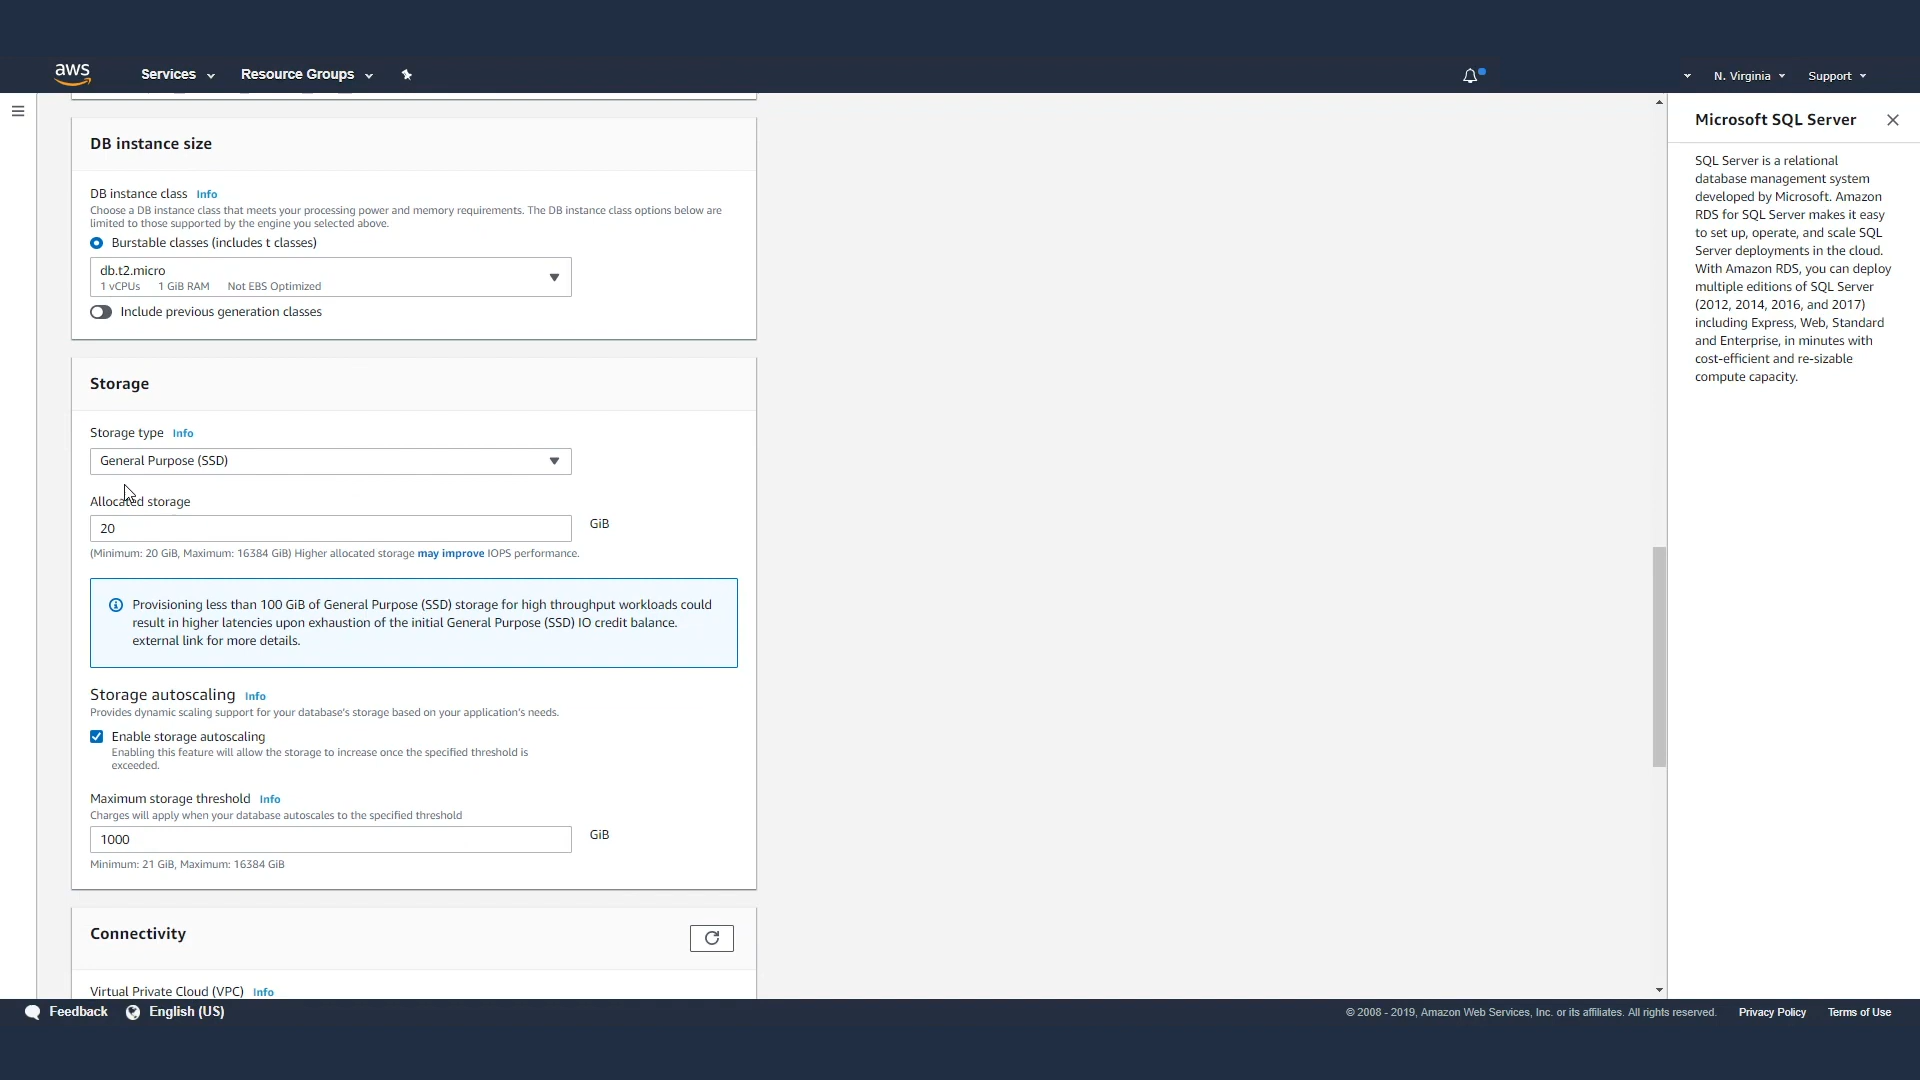 aws Services Resource Groups N. Virginia Support
DB instance size
DB instance class Info
Choose a DB instance class that meets your processing power and memory requirements. The DB instance class options below are
limited to those supported by the engine you selected above.
Burstable classes (includes t classes)
db.t2.micro
1 vCPUs 1 GiB RAM Not EBS Optimized
Include previous generation classes
Storage
Storage type Info
General Purpose (SSD)
Allocated storage
20 GiB
(Minimum: 20 GiB, Maximum: 16384 GiB) Higher allocated storage may improve IOPS performance.
Provisioning less than 100 GiB of General Purpose (SSD) storage for high throughput workloads could
result in higher latencies upon exhaustion of the initial General Purpose (SSD) IO credit balance.
external link for more details.
Storage autoscaling Info
Provides dynamic scaling support for your database's storage based on your application's needs.
Enable storage autoscaling
Enabling this feature will allow the storage to increase once the specified threshold is
exceeded.
Maximum storage threshold Info
Charges will apply when your database autoscales to the specified threshold
1000 GiB
Minimum: 21 GiB, Maximum: 16384 GiB
Connectivity
Virtual Private Cloud (VPC) Info
Microsoft SQL Server
SQL Server is a relational
database management system
developed by Microsoft. Amazon
RDS for SQL Server makes it easy
to set up, operate, and scale SQL
Server deployments in the cloud.
With Amazon RDS, you can deploy
multiple editions of SQL Server
(2012, 2014, 2016, and 2017)
including Express, Web, Standard
and Enterprise, in minutes with
cost-efficient and re-sizable
compute capacity.
Feedback English (US) © 2008 - 2019, Amazon Web Services, Inc. or its affiliates. All rights reserved. Privacy Policy Terms of Use